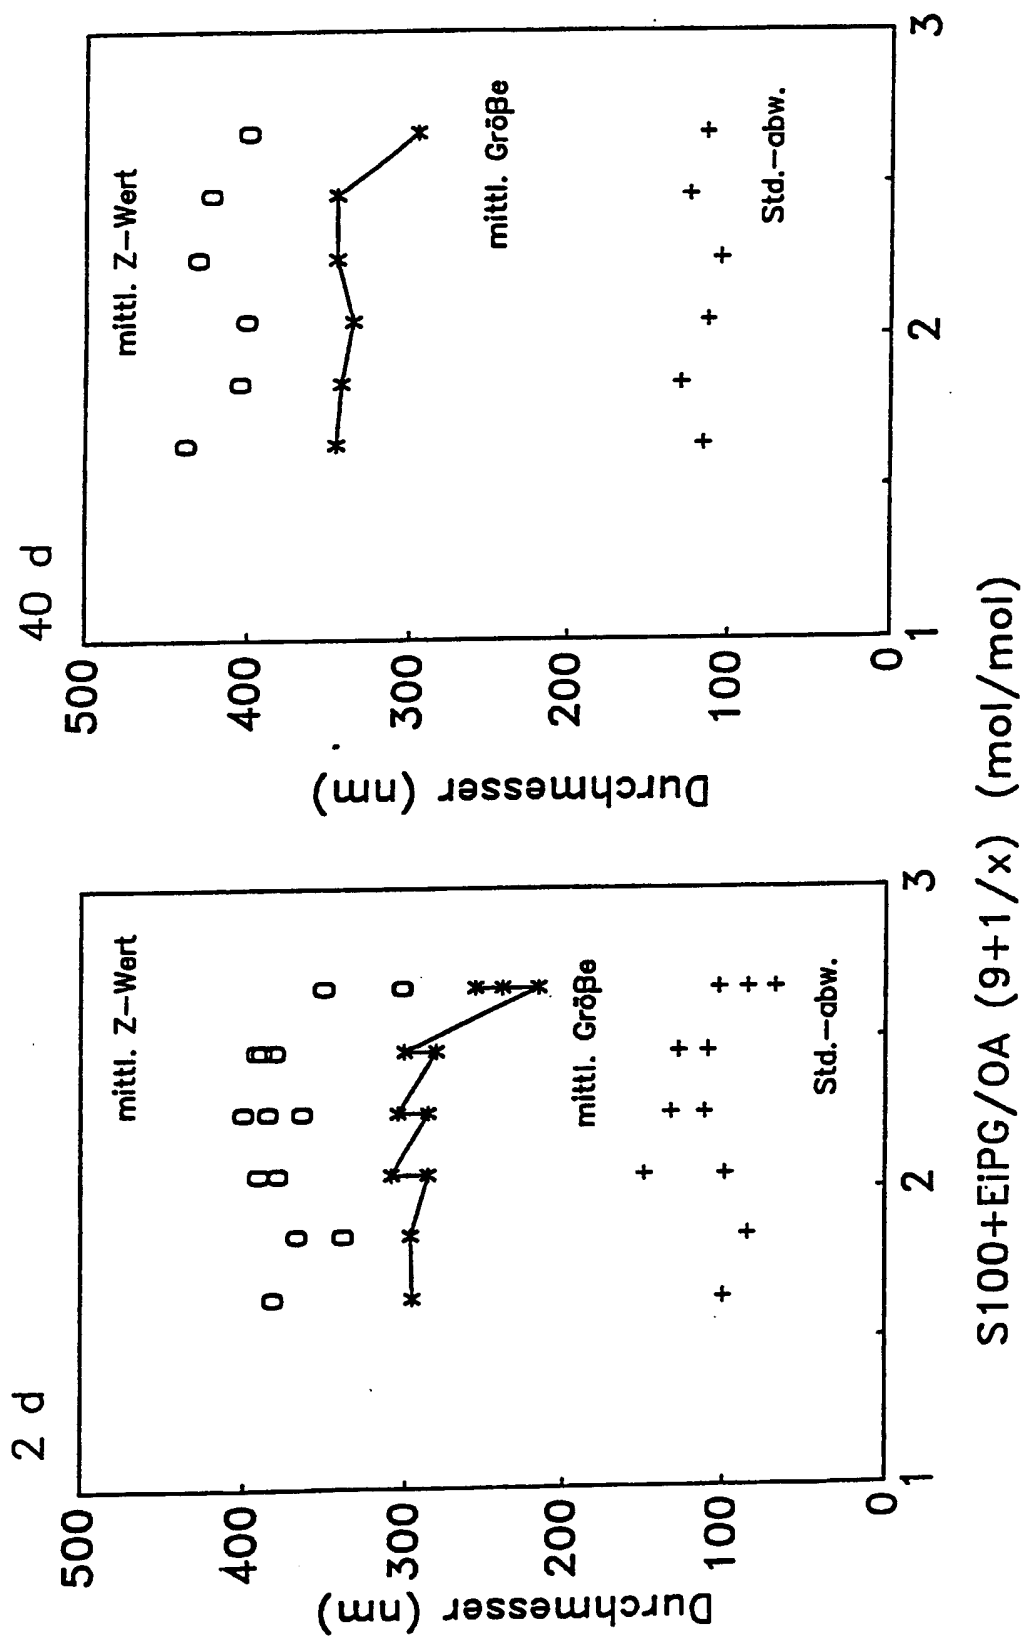 2 d
500
400
300
200
100
0
Durchmesser (nm)
mittl. Z-Wert
mittl. Größe
Std.-abw.
1
2
3
40 d
500
400
300
200
100
0
Durchmesser (nm)
mittl. Z-Wert
mittl. Größe
Std.-abw.
1
2
3
S100+EiPG/OA (9+1/x) (mol/mol)